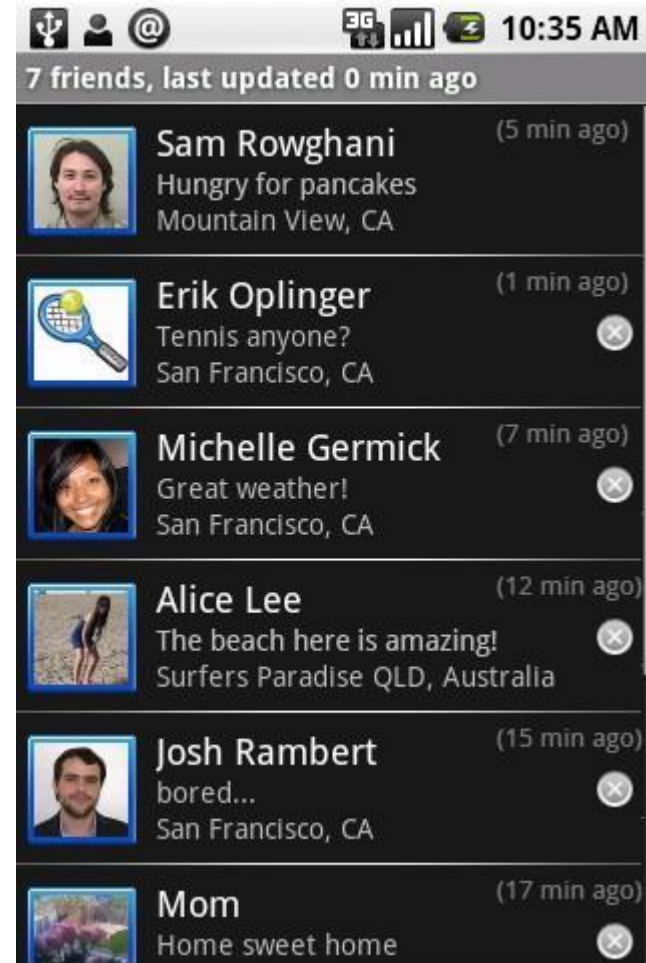 3G 10:35 AM
7 friends, last updated 0 min ago
Sam Rowghani (5 min ago)
Hungry for pancakes
Mountain View, CA
Erik Oplinger (1 min ago)
Tennis anyone?
San Francisco, CA
Michelle Germick (7 min ago)
Great weather!
San Francisco, CA
Alice Lee (12 min ago)
The beach here is amazing!
Surfers Paradise QLD, Australia
Josh Rambert (15 min ago)
bored...
San Francisco, CA
Mom (17 min ago)
Home sweet home